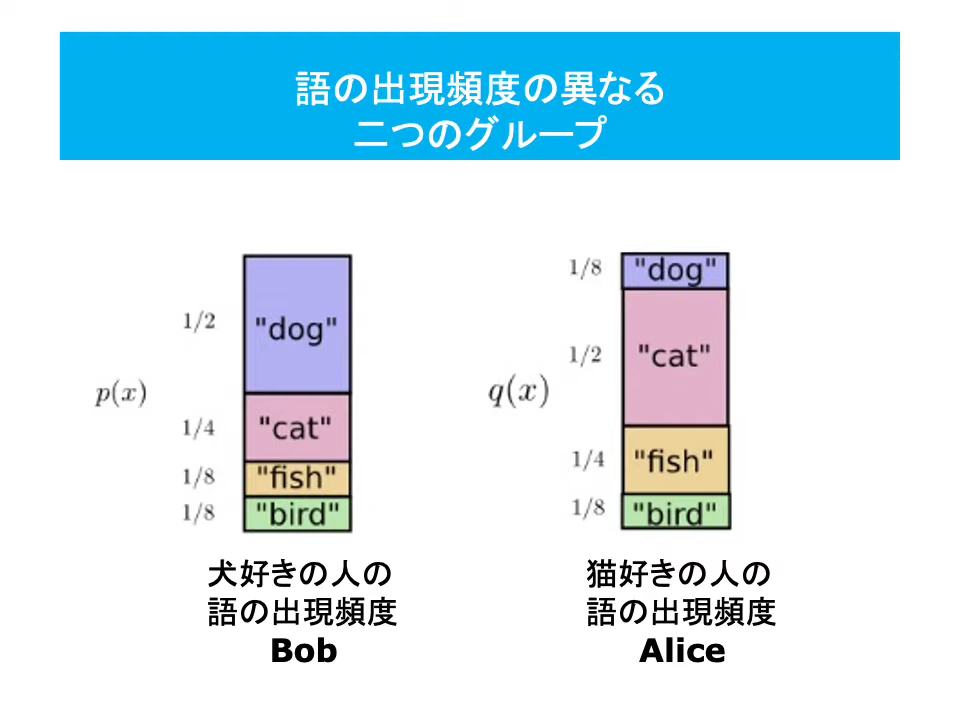 語の出現頻度の異なる
二つのグループ
p(x)
1/2 "dog"
1/4 "cat"
1/8 "fish"
1/8 "bird"
犬好きの人の
語の出現頻度
Bob
q(x)
1/8 "dog"
1/2 "cat"
1/4 "fish"
1/8 "bird"
猫好きの人の
語の出現頻度
Alice